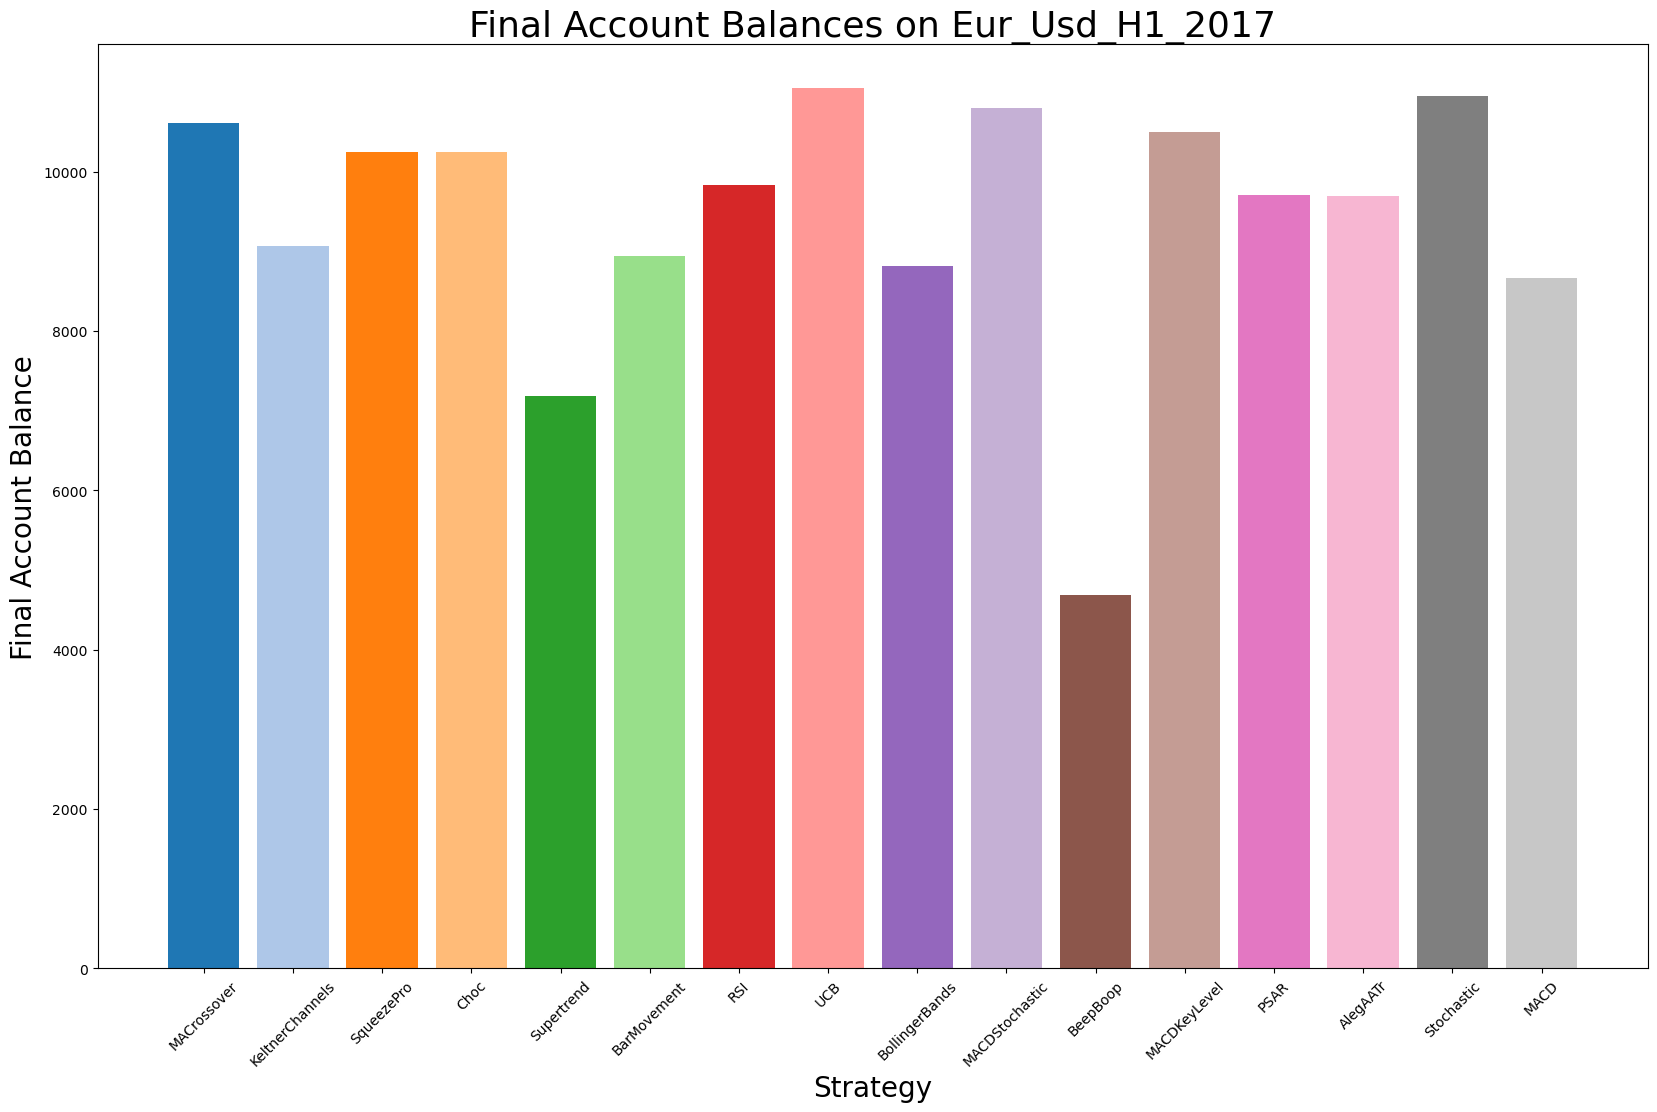 Final Account Balances on Eur_Usd_H1_2017
Final Account Balance
10000
8000
6000
4000
2000
0
MACrossover
KeltnerChannels
SqueezePro
Choc
Supertrend
BarMovement
RSI
UCB
BollingerBands
MACDStochastic
BeepBoop
MACDKeyLevel
PSAR
AlegAATr
Stochastic
MACD
Strategy